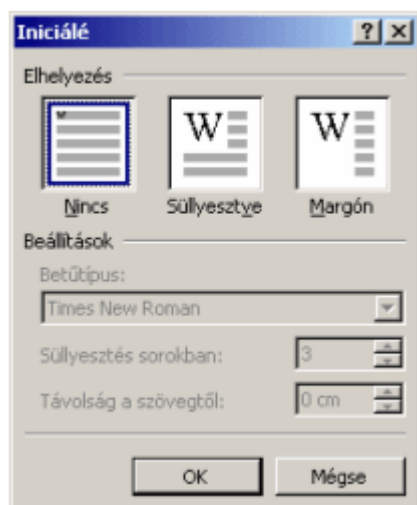 Iniciálé
Elhelyezés
W W
Nincs Süllyesztve Margón
Beállítások
Betűtípus:
Times New Roman
Süllyesztés sorokban: 3
Távolság a szövegtől: 0 cm
OK Mégse